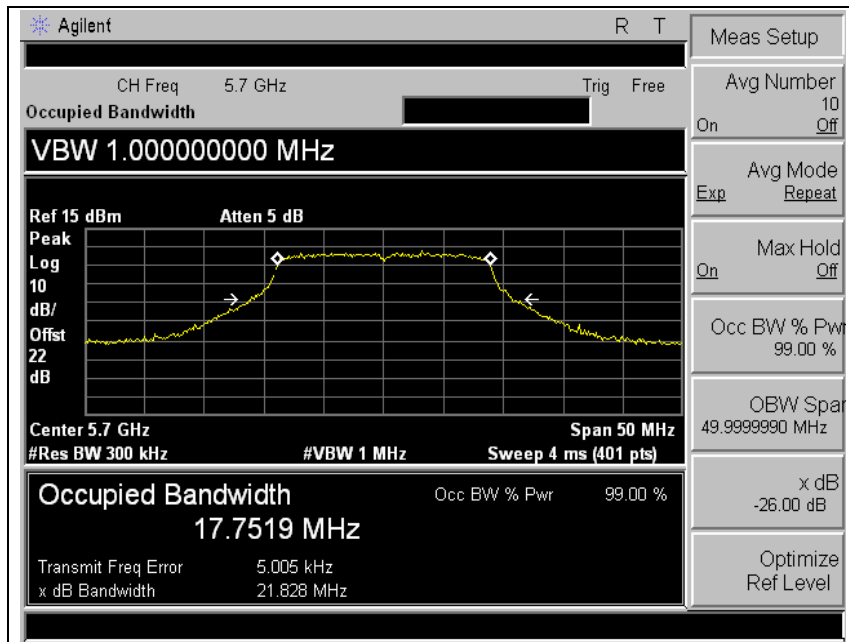 Agilent R T
CH Freq 5.7 GHz Trig Free
Occupied Bandwidth
VBW 1.000000000 MHz
Ref 15 dBm Atten 5 dB
Peak
Log
10
dB/
Offst
22
dB
Center 5.7 GHz Span 50 MHz
#Res BW 300 kHz #VBW 1 MHz Sweep 4 ms (401 pts)
Occupied Bandwidth Occ BW % Pwr 99.00 %
17.7519 MHz
Transmit Freq Error 5.005 kHz
x dB Bandwidth 21.828 MHz
Meas Setup
Avg Number
10
On Off
Avg Mode
Exp Repeat
Max Hold
On Off
Occ BW % Pwr
99.00 %
OBW Span
49.9999990 MHz
x dB
-26.00 dB
Optimize
Ref Level